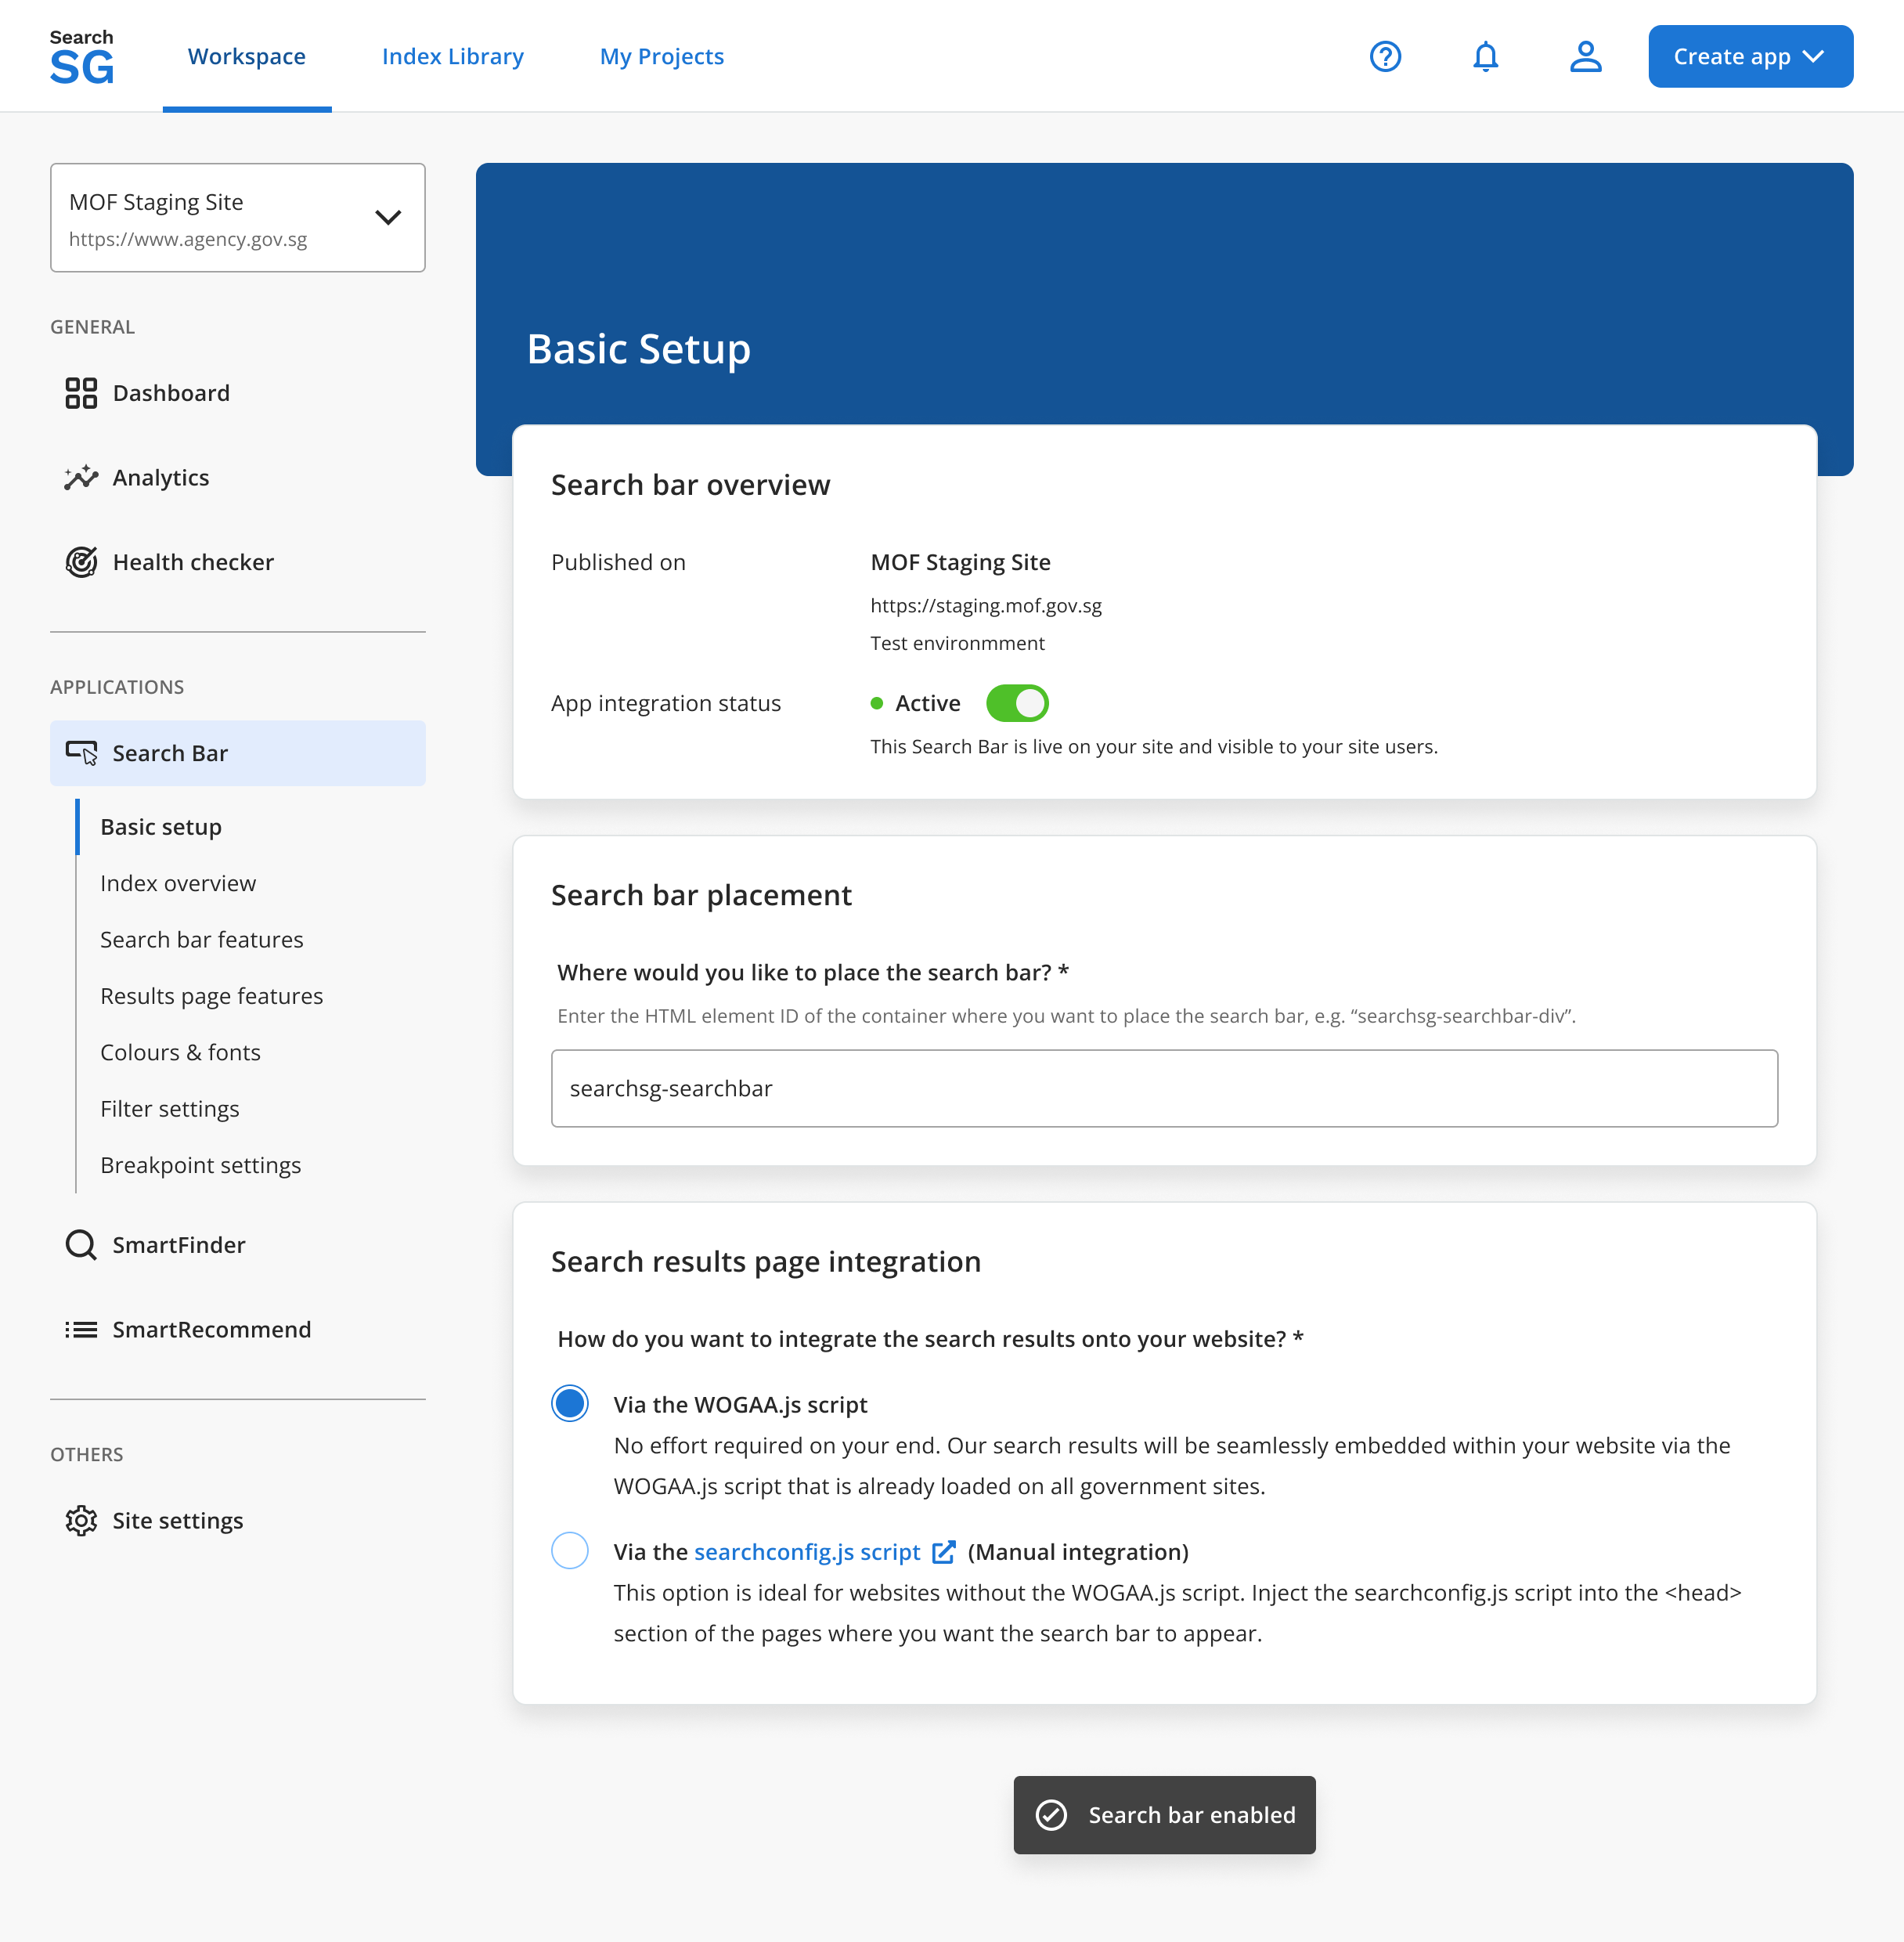 Search
SG
Workspace
Index Library
My Projects
Create app
MOF Staging Site
https://www.agency.gov.sg
GENERAL
Dashboard
Analytics
Health checker
APPLICATIONS
Search Bar
Basic setup
Index overview
Search bar features
Results page features
Colours & fonts
Filter settings
Breakpoint settings
SmartFinder
SmartRecommend
OTHERS
Site settings
Basic Setup
Search bar overview
Published on
MOF Staging Site
https://staging.mof.gov.sg
Test environmment
App integration status
Active
This Search Bar is live on your site and visible to your site users.
Search bar placement
Where would you like to place the search bar? *
Enter the HTML element ID of the container where you want to place the search bar, e.g. “searchsg-searchbar-div”.
searchsg-searchbar
Search results page integration
How do you want to integrate the search results onto your website? *
Via the WOGAA.js script
No effort required on your end. Our search results will be seamlessly embedded within your website via the
WOGAA.js script that is already loaded on all government sites.
Via the searchconfig.js script (Manual integration)
This option is ideal for websites without the WOGAA.js script. Inject the searchconfig.js script into the <head>
section of the pages where you want the search bar to appear.
Search bar enabled